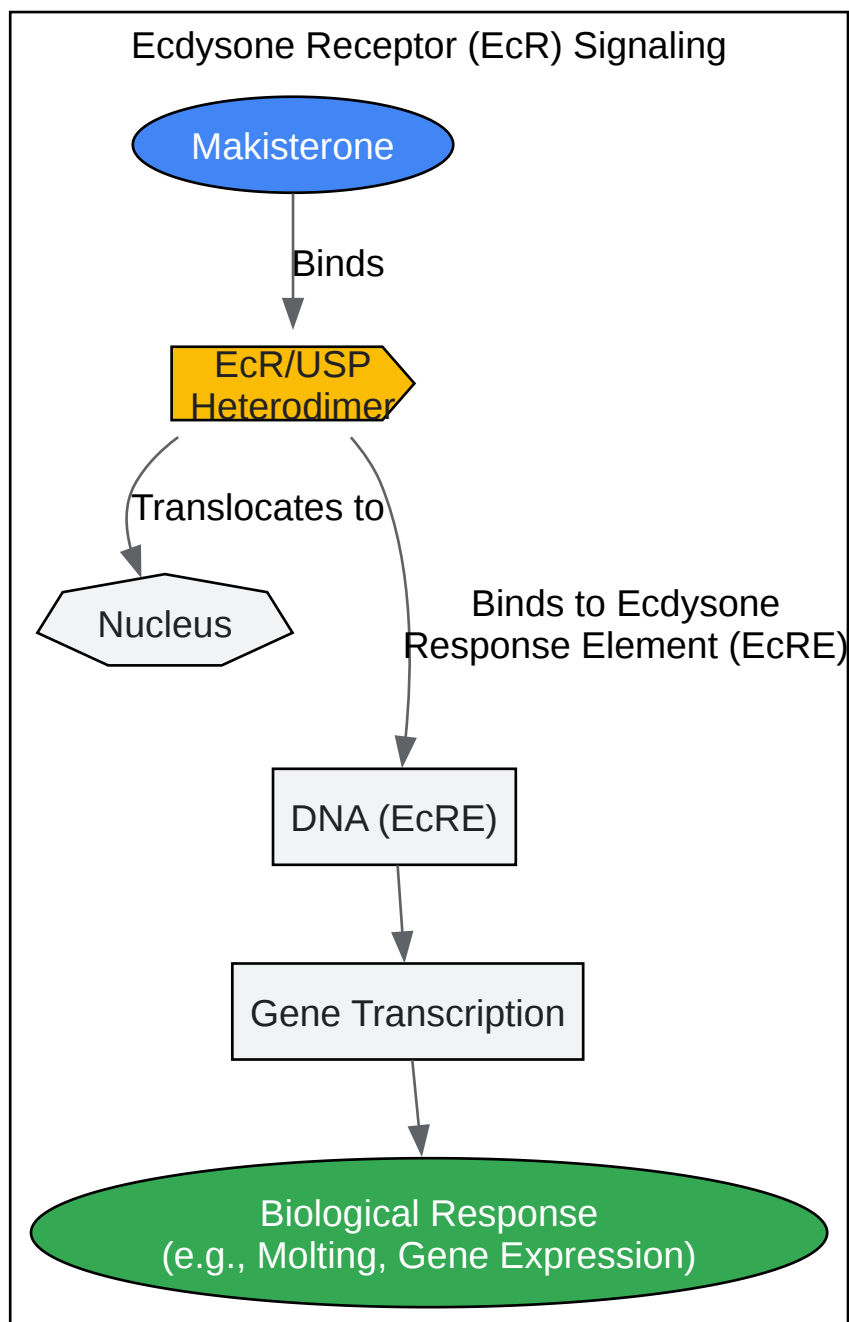 Ecdysone Receptor (EcR) Signaling
Makisterone
Binds
EcR/USP
Heterodimer
Translocates to
Binds to Ecdysone
Response Element (EcRE)
Nucleus
DNA (EcRE)
Gene Transcription
Biological Response
(e.g., Molting, Gene Expression)